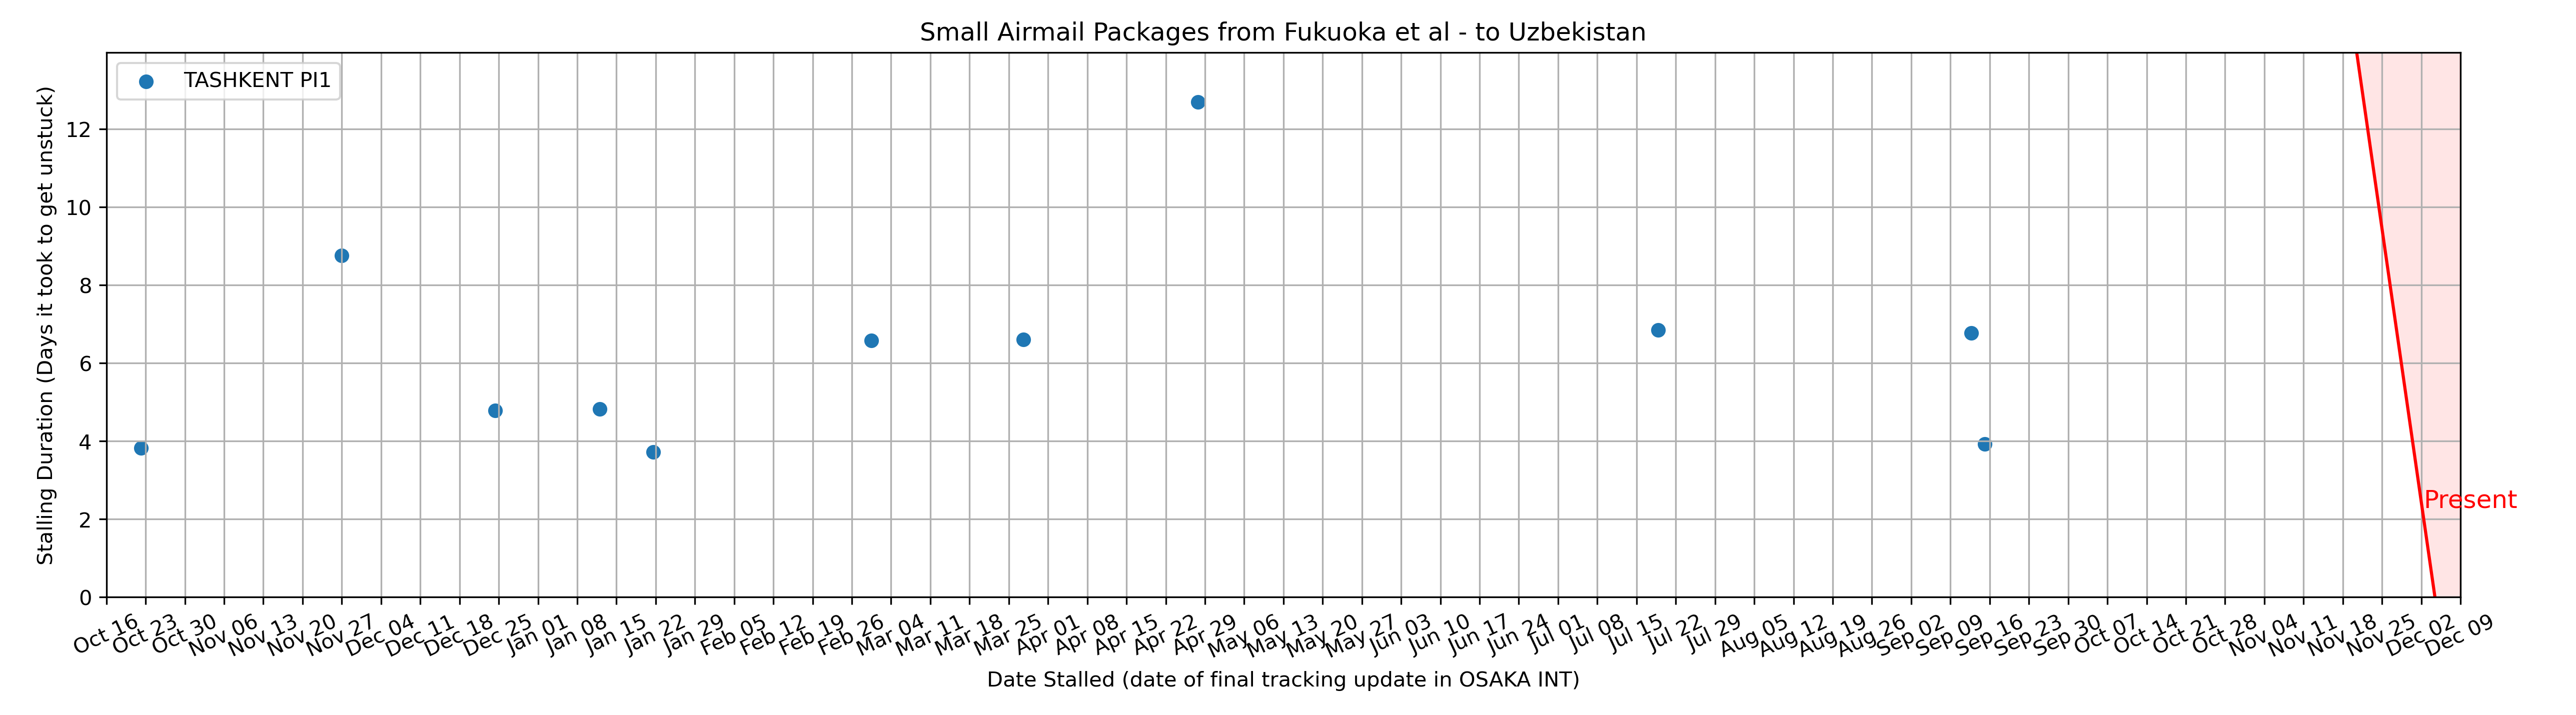 Small Airmail Packages from Fukuoka et al - to Uzbekistan
TASHKENT PI1
Stalling Duration (Days it took to get unstuck)
12
10
8
6
4
2
0
Present
Oct 16
Oct 23
Oct 30
Nov 06
Nov 13
Nov 20
Nov 27
Dec 04
Dec 11
Dec 18
Dec 25
Jan 01
Jan 08
Jan 15
Jan 22
Jan 29
Feb 05
Feb 12
Feb 19
Feb 26
Mar 04
Mar 11
Mar 18
Mar 25
Apr 01
Apr 08
Apr 15
Apr 22
Apr 29
May 06
May 13
May 20
May 27
Jun 03
Jun 10
Jun 17
Jun 24
Jul 01
Jul 08
Jul 15
Jul 22
Jul 29
Aug 05
Aug 12
Aug 19
Aug 26
Sep 02
Sep 09
Sep 16
Sep 23
Sep 30
Oct 07
Oct 14
Oct 21
Oct 28
Nov 04
Nov 11
Nov 18
Nov 25
Dec 02
Dec 09
Date Stalled (date of final tracking update in OSAKA INT)